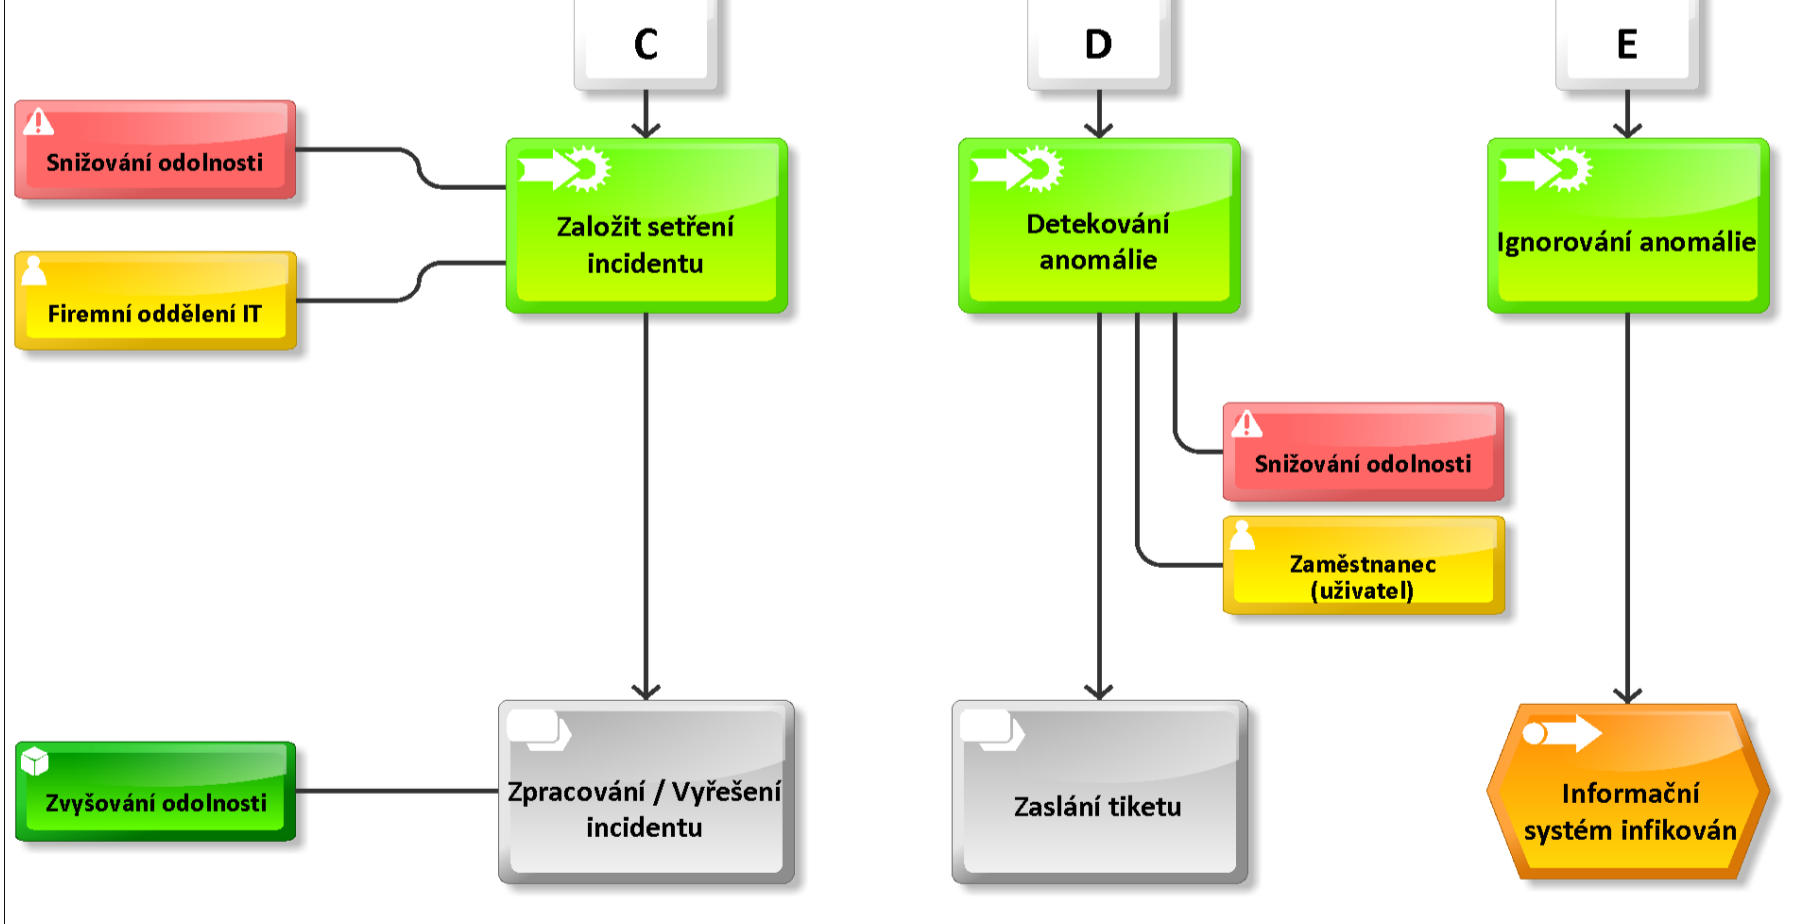 C
D
E
Snižování odolnosti
Firemní oddělení IT
Založit setření
incidentu
Detekování
anomálie
Ignorování anomálie
Snižování odolnosti
Zaměstnanec
(uživatel)
Zvyšování odolnosti
Zpracování / Vyřešení
incidentu
Zaslání tiketu
Informační
systém infikován